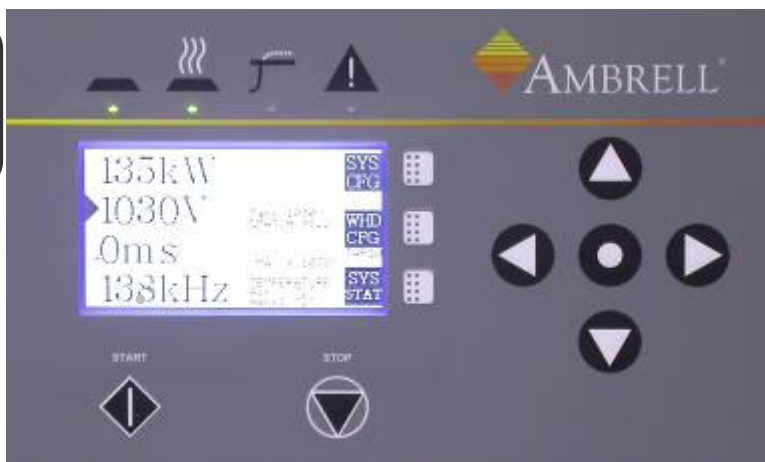 AMBRELL
135kW
SYS
CFG
1030V
WHD
CFG
0ms
138kHz
SYS
STAT
START
STOP